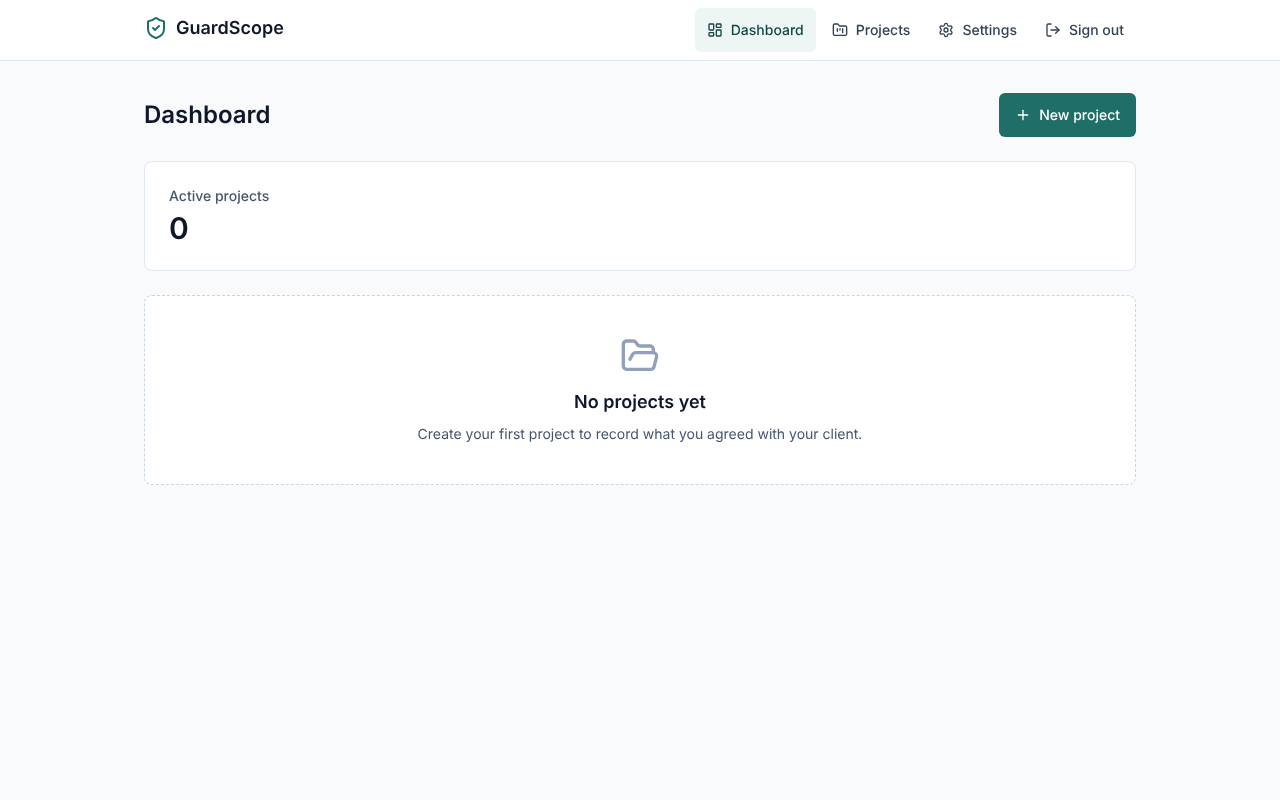 GuardScope
Dashboard
Projects
Settings
Sign out
Dashboard
New project
Active projects
0
No projects yet
Create your first project to record what you agreed with your client.